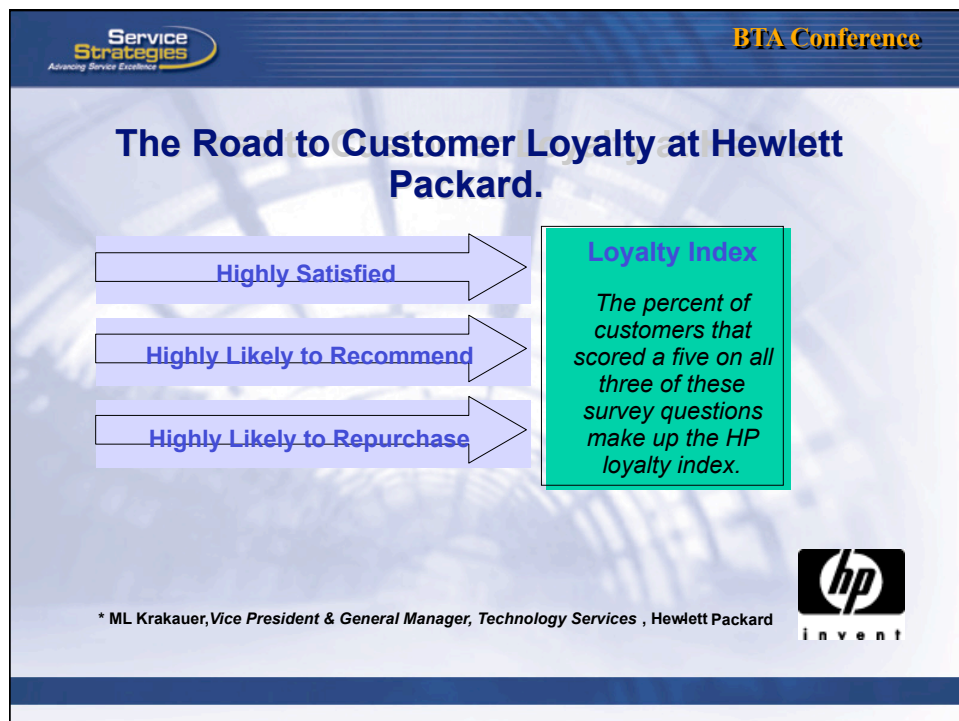 Service
Strategies
Advancing Service Excellence
BTA Conference
The Road to Customer Loyalty at Hewlett
Packard.
Highly Satisfied
Highly Likely to Recommend
Highly Likely to Repurchase
Loyalty Index
The percent of
customers that
scored a five on all
three of these
survey questions
make up the HP
loyalty index.
hp
invent
* ML Krakauer,Vice President & General Manager, Technology Services , Hewlett Packard